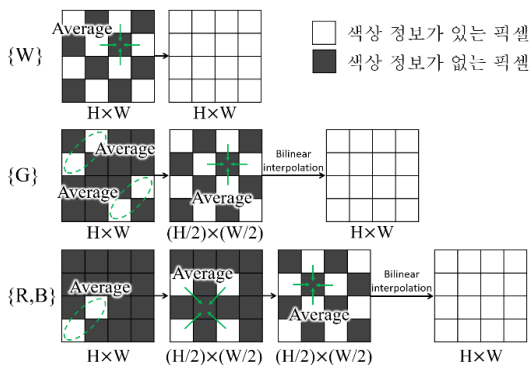 색상 정보가 있는 픽셀
색상 정보가 없는 픽셀
{W}
Average
H×W
H×W
{G}
Average
Average
H×W
Average
(H/2)×(W/2)
Bilinear
interpolation
H×W
{R,B}
Average
H×W
(H/2)×(W/2)
Average
(H/2)×(W/2)
Bilinear
interpolation
H×W